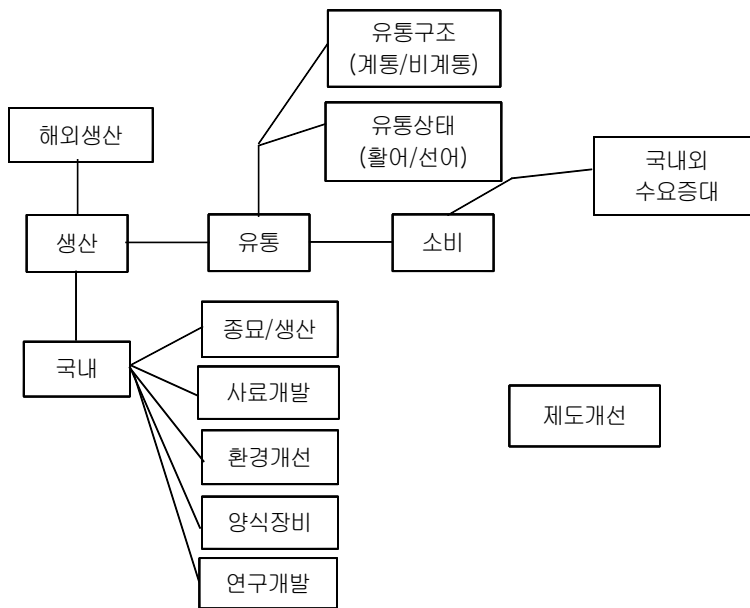 유통구조
(계통/비계통)
해외생산
유통상태
(활어/선어)
국내외
수요증대
생산
유통
소비
국내
종묘/생산
사료개발
제도개선
환경개선
양식장비
연구개발